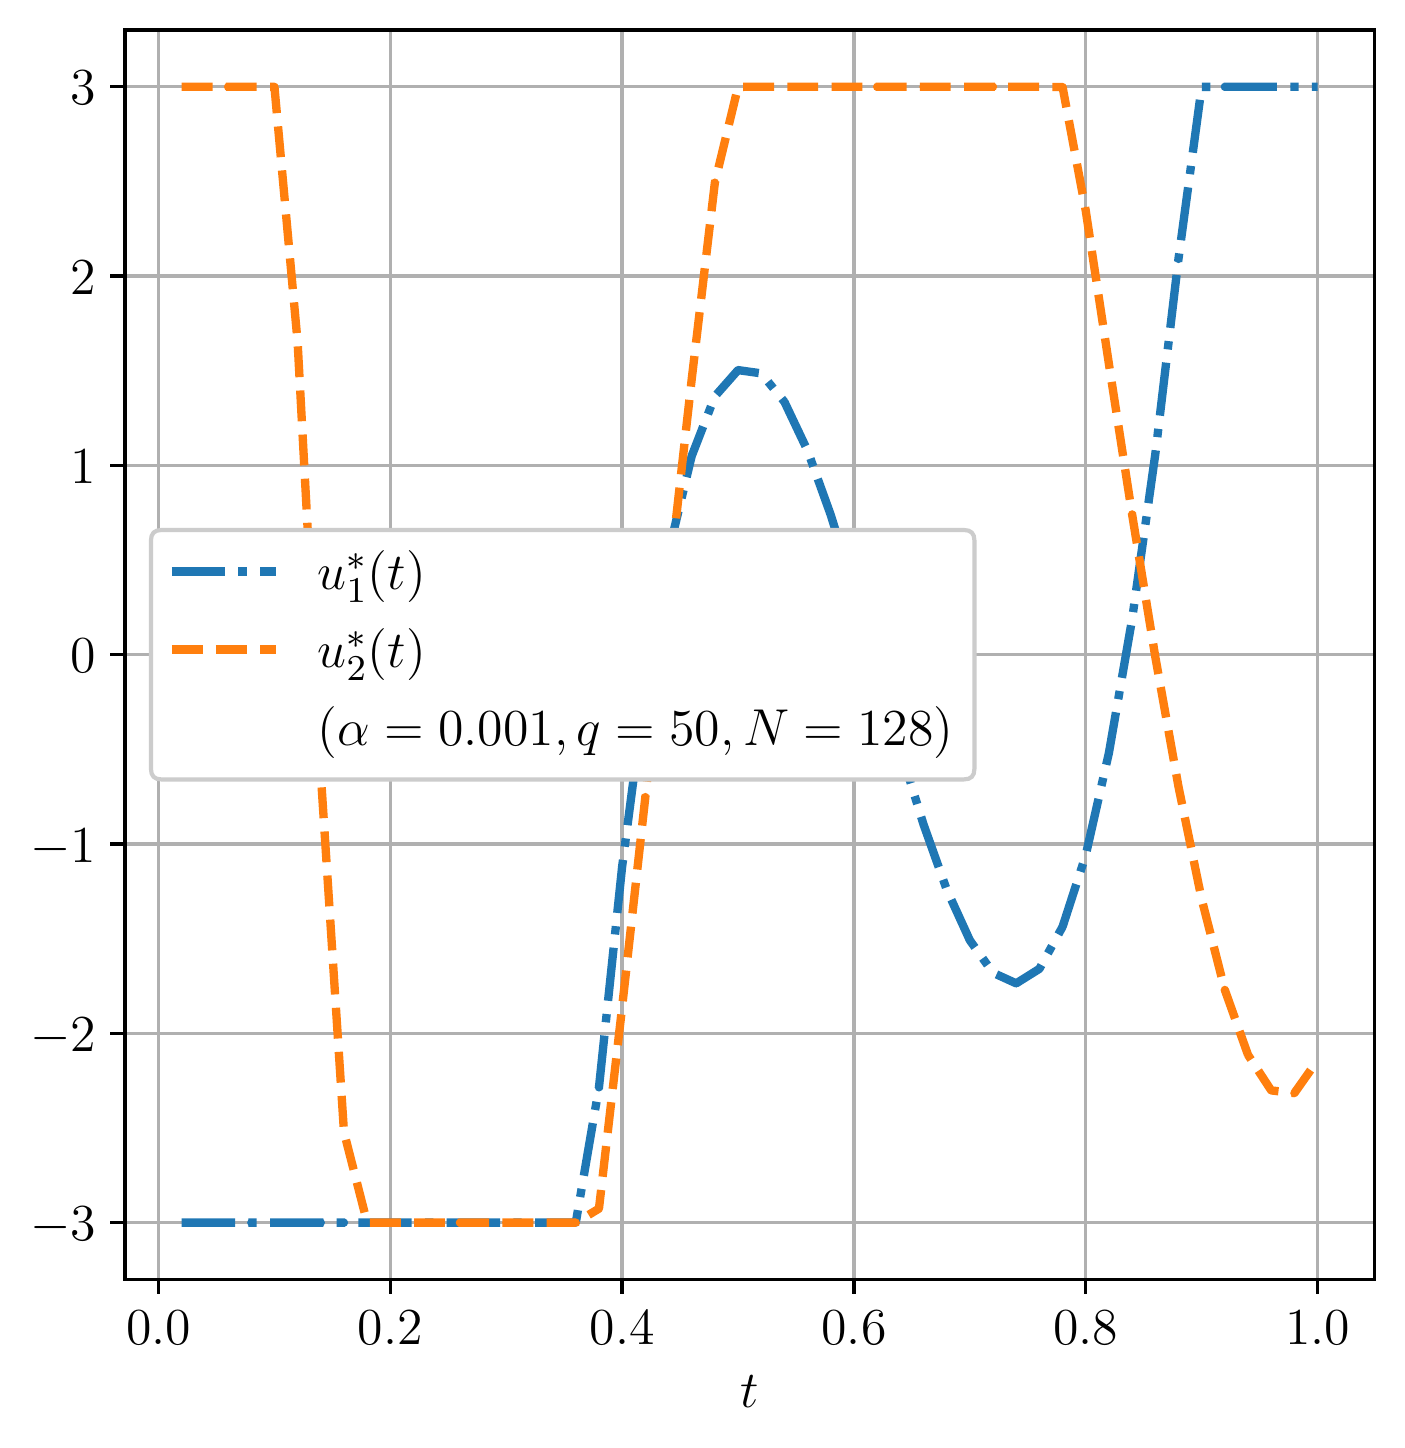 3
2
1
0
−1
−2
−3
u₁*(t)
u₂*(t)
(α = 0.001, q = 50, N = 128)
0.0 0.2 0.4 0.6 0.8 1.0
t